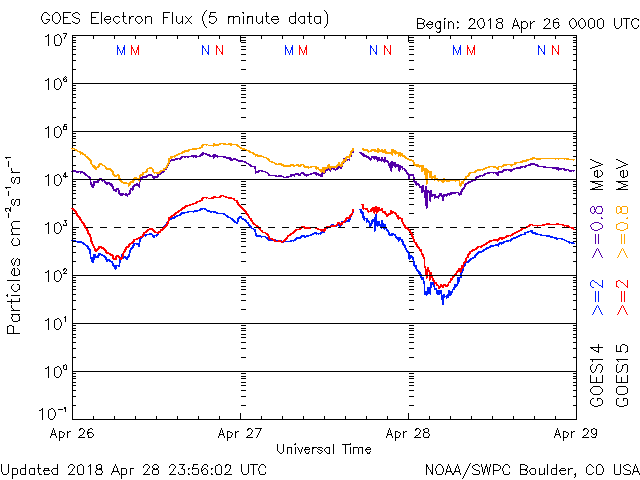 GOES Electron Flux (5 minute data)
Begin: 2018 Apr 26 0000 UTC
M M N N M M N N M M N N
10⁷
10⁶
10⁵
10⁴
10³
10²
10¹
10⁰
10⁻¹
Particles cm⁻²s⁻¹sr⁻¹
Apr 26 Apr 27 Apr 28 Apr 29
Universal Time
GOES14 >=2 >=0.8 MeV
GOES15 >=2 >=0.8 MeV
Updated 2018 Apr 28 23:56:02 UTC
NOAA/SWPC Boulder, CO USA